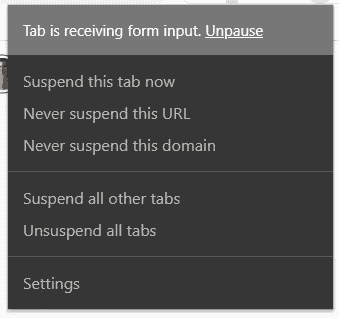 Tab is receiving form input. Unpause
Suspend this tab now
Never suspend this URL
Never suspend this domain
Suspend all other tabs
Unsuspend all tabs
Settings